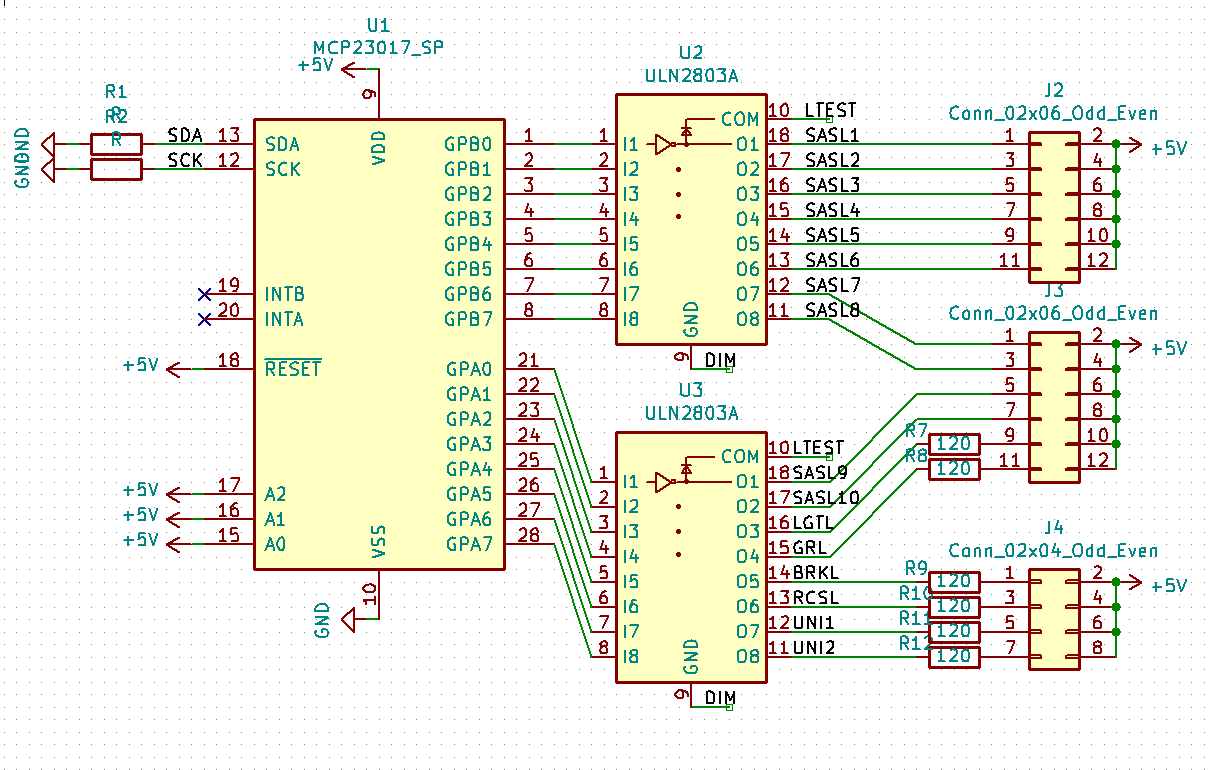 U1
MCP23017_SP
+5V
9
VDD
R1
R
R2
R
GND
GND
SDA 13 SDA
SCK 12 SCK
19 INTB
20 INTA
+5V 18 RESET
+5V 17 A2
+5V 16 A1
+5V 15 A0
VSS
10
GND
GPB0 1
GPB1 2
GPB2 3
GPB3 4
GPB4 5
GPB5 6
GPB6 7
GPB7 8
GPA0 21
GPA1 22
GPA2 23
GPA3 24
GPA4 25
GPA5 26
GPA6 27
GPA7 28
U2
ULN2803A
COM 10 LTEST
1 I1 O1 18 SASL1
2 I2 O2 17 SASL2
3 I3 O3 16 SASL3
4 I4 O4 15 SASL4
5 I5 O5 14 SASL5
6 I6 O6 13 SASL6
7 I7 O7 12 SASL7
8 I8 O8 11 SASL8
GND
9 DIM
U3
ULN2803A
COM 10 LTEST
1 I1 O1 18 SASL9
2 I2 O2 17 SASL10
3 I3 O3 16 LGTL
4 I4 O4 15 GRL
5 I5 O5 14 BRKL
6 I6 O6 13 RCSL
7 I7 O7 12 UNI1
8 I8 O8 11 UNI2
GND
9 DIM
J2
Conn_02x06_Odd_Even
1 2 +5V
3 4
5 6
7 8
9 10
11 12
J3
Conn_02x06_Odd_Even
1 2 +5V
3 4
5 6
7 8
R7 120 9 10
R8 120 11 12
J4
Conn_02x04_Odd_Even
R9 120 1 2 +5V
R10 120 3 4
R11 120 5 6
R12 120 7 8